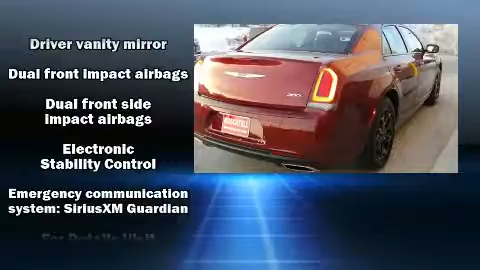 Driver vanity mirror
Dual front impact airbags
Dual front side
impact airbags
Electronic
Stability Control
Emergency communication
system: SiriusXM Guardian
300